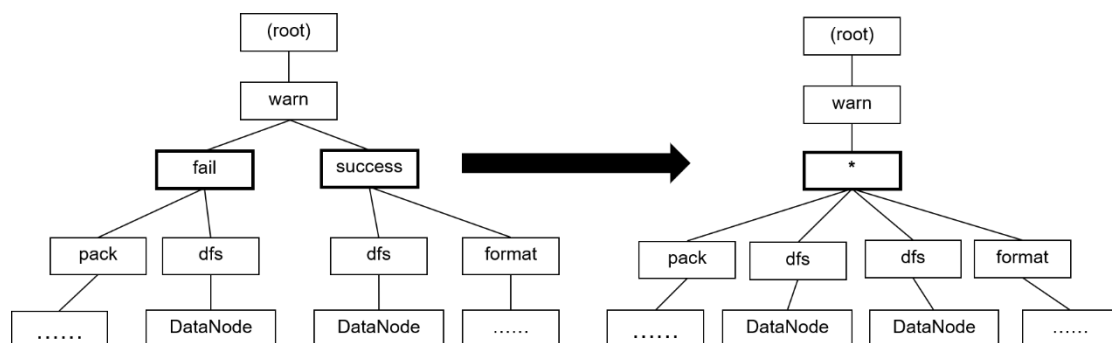 (root)
warn
fail
success
pack
dfs
dfs
format
......
DataNode
DataNode
......
(root)
warn
*
pack
dfs
dfs
format
......
DataNode
DataNode
......